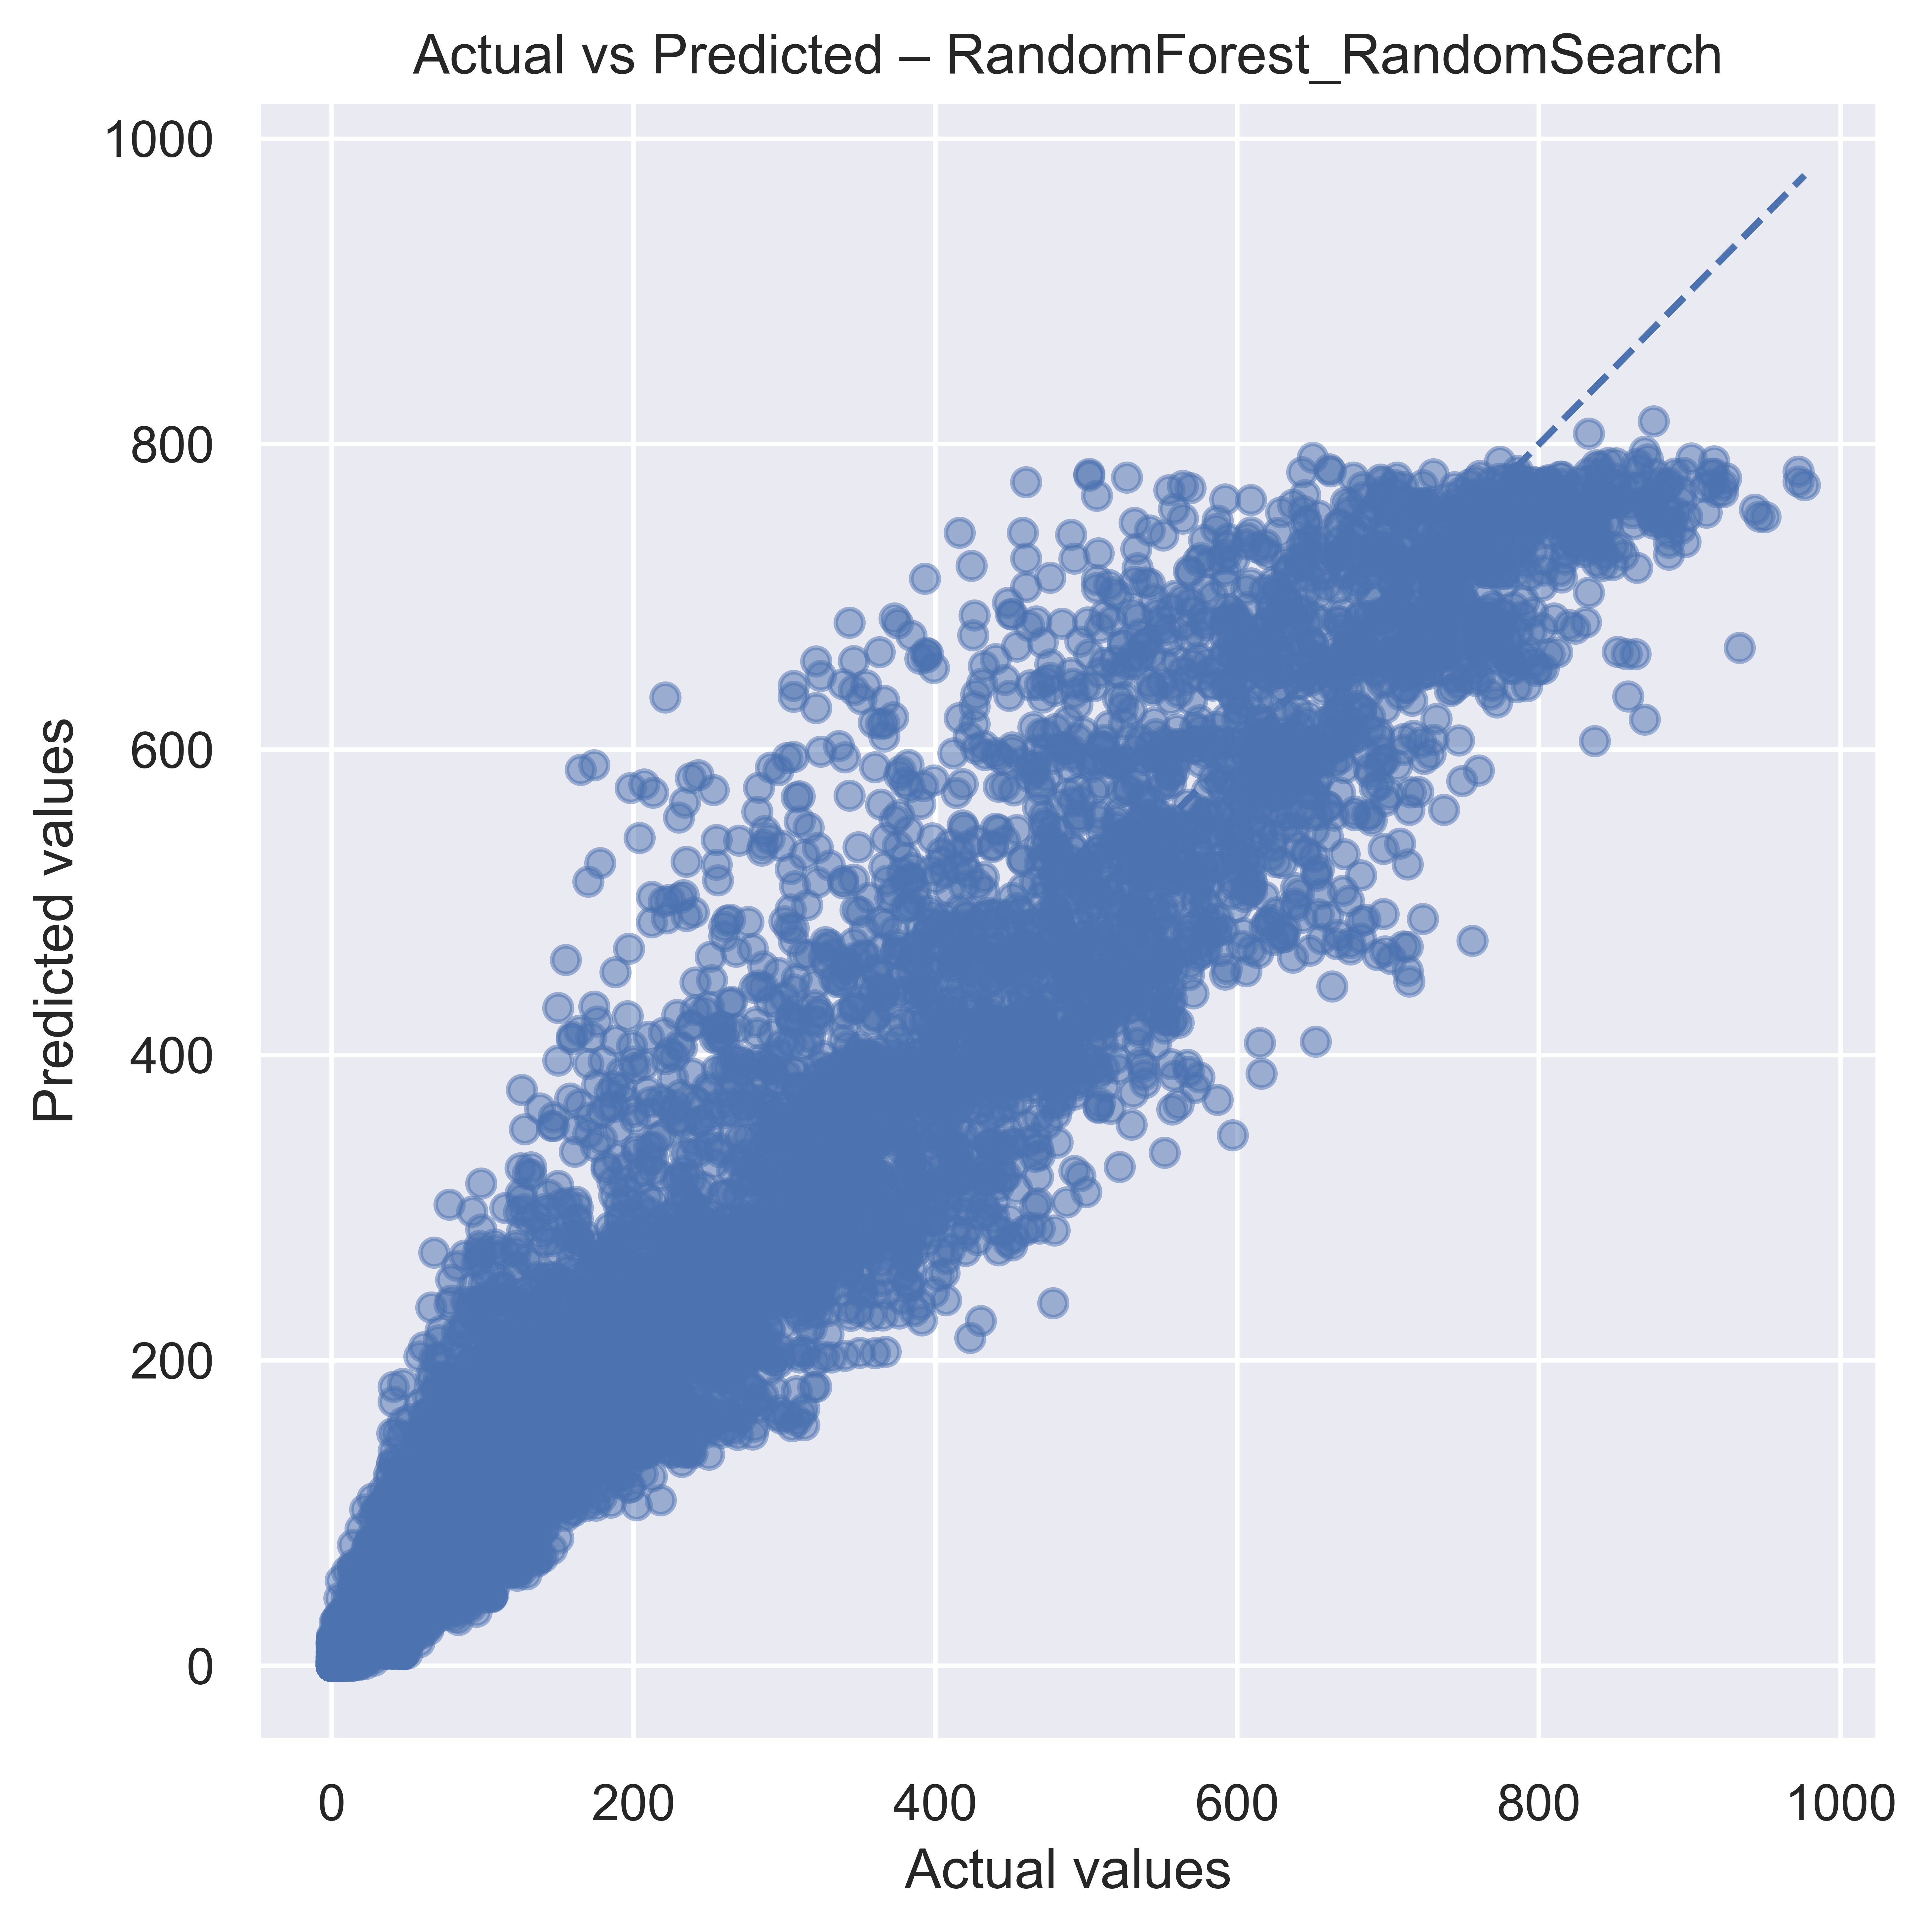 Actual vs Predicted – RandomForest_RandomSearch
1000
800
600
400
200
0
Predicted values
0 200 400 600 800 1000
Actual values